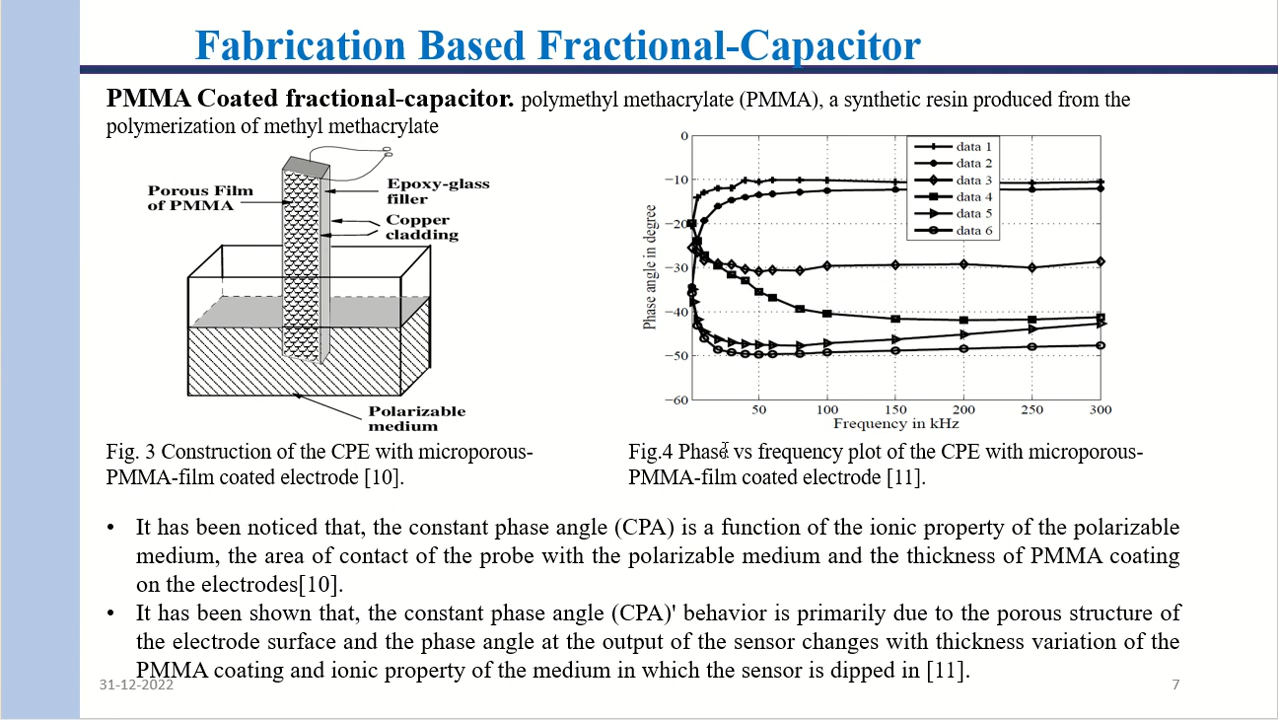 Fabrication Based Fractional-Capacitor
PMMA Coated fractional-capacitor. polymethyl methacrylate (PMMA), a synthetic resin produced from the
polymerization of methyl methacrylate
Porous Film
of PMMA
Epoxy-glass
filler
Copper
cladding
Polarizable
medium
Fig. 3 Construction of the CPE with microporous-
PMMA-film coated electrode [10].
Phase angle in degree
0
−10
−20
−30
−40
−50
−60
data 1
data 2
data 3
data 4
data 5
data 6
50 100 150 200 250 300
Frequency in kHz
Fig.4 Phase vs frequency plot of the CPE with microporous-
PMMA-film coated electrode [11].
• It has been noticed that, the constant phase angle (CPA) is a function of the ionic property of the polarizable
medium, the area of contact of the probe with the polarizable medium and the thickness of PMMA coating
on the electrodes[10].
• It has been shown that, the constant phase angle (CPA)' behavior is primarily due to the porous structure of
the electrode surface and the phase angle at the output of the sensor changes with thickness variation of the
PMMA coating and ionic property of the medium in which the sensor is dipped in [11].
31-12-2022
7